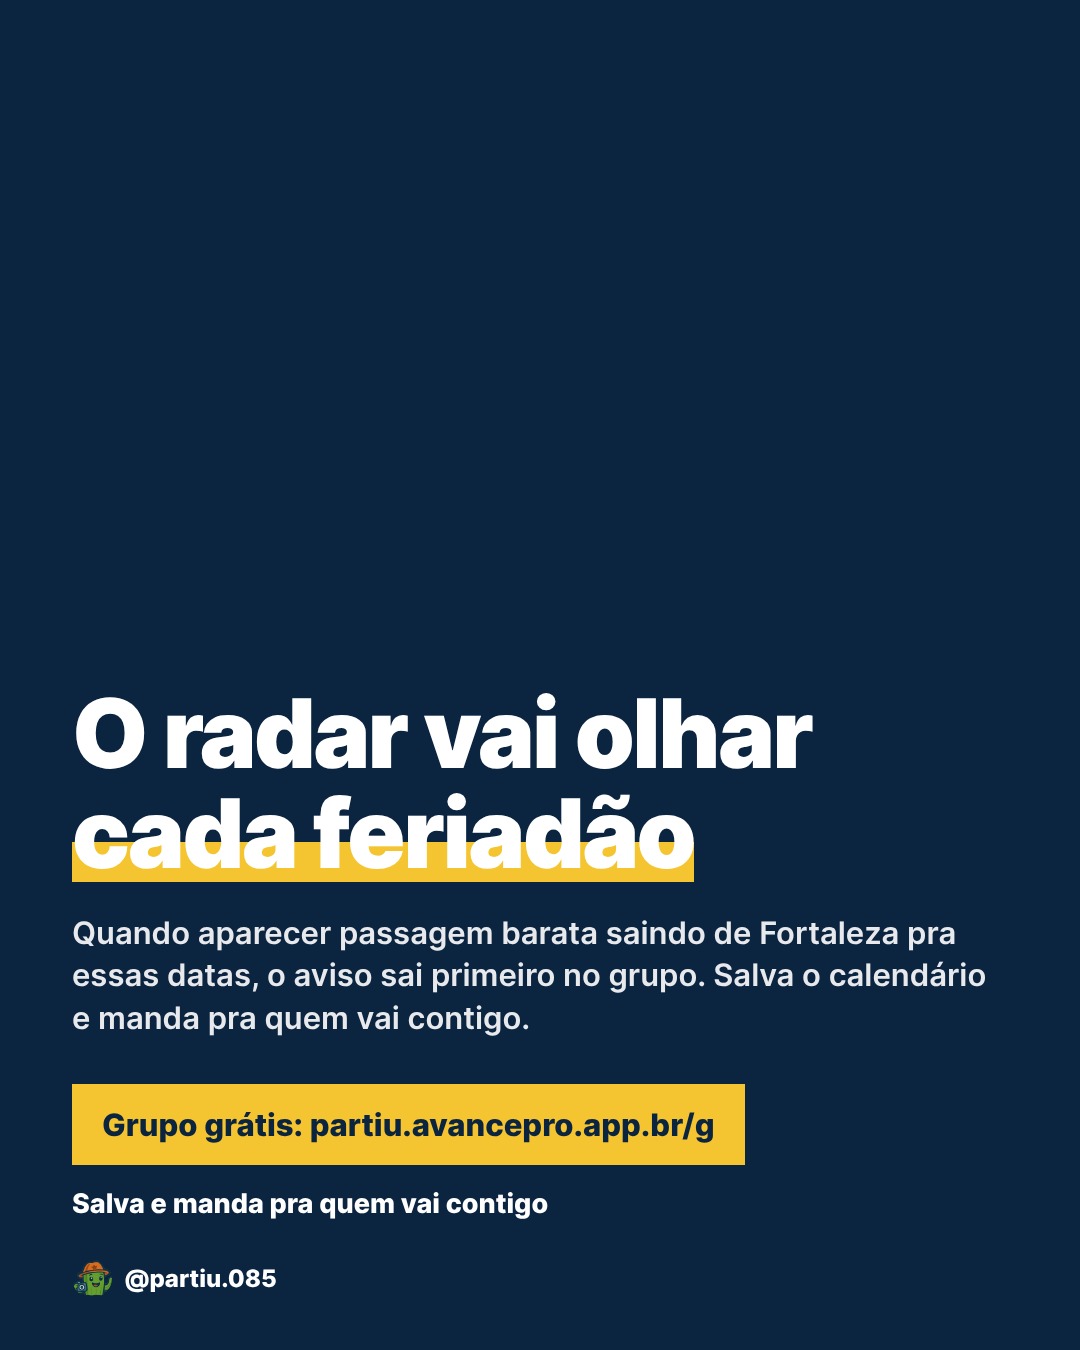 O radar vai olhar
cada feriadão
Quando aparecer passagem barata saindo de Fortaleza pra
essas datas, o aviso sai primeiro no grupo. Salva o calendário
e manda pra quem vai contigo.
Grupo grátis: partiu.avancepro.app.br/g
Salva e manda pra quem vai contigo
@partiu.085